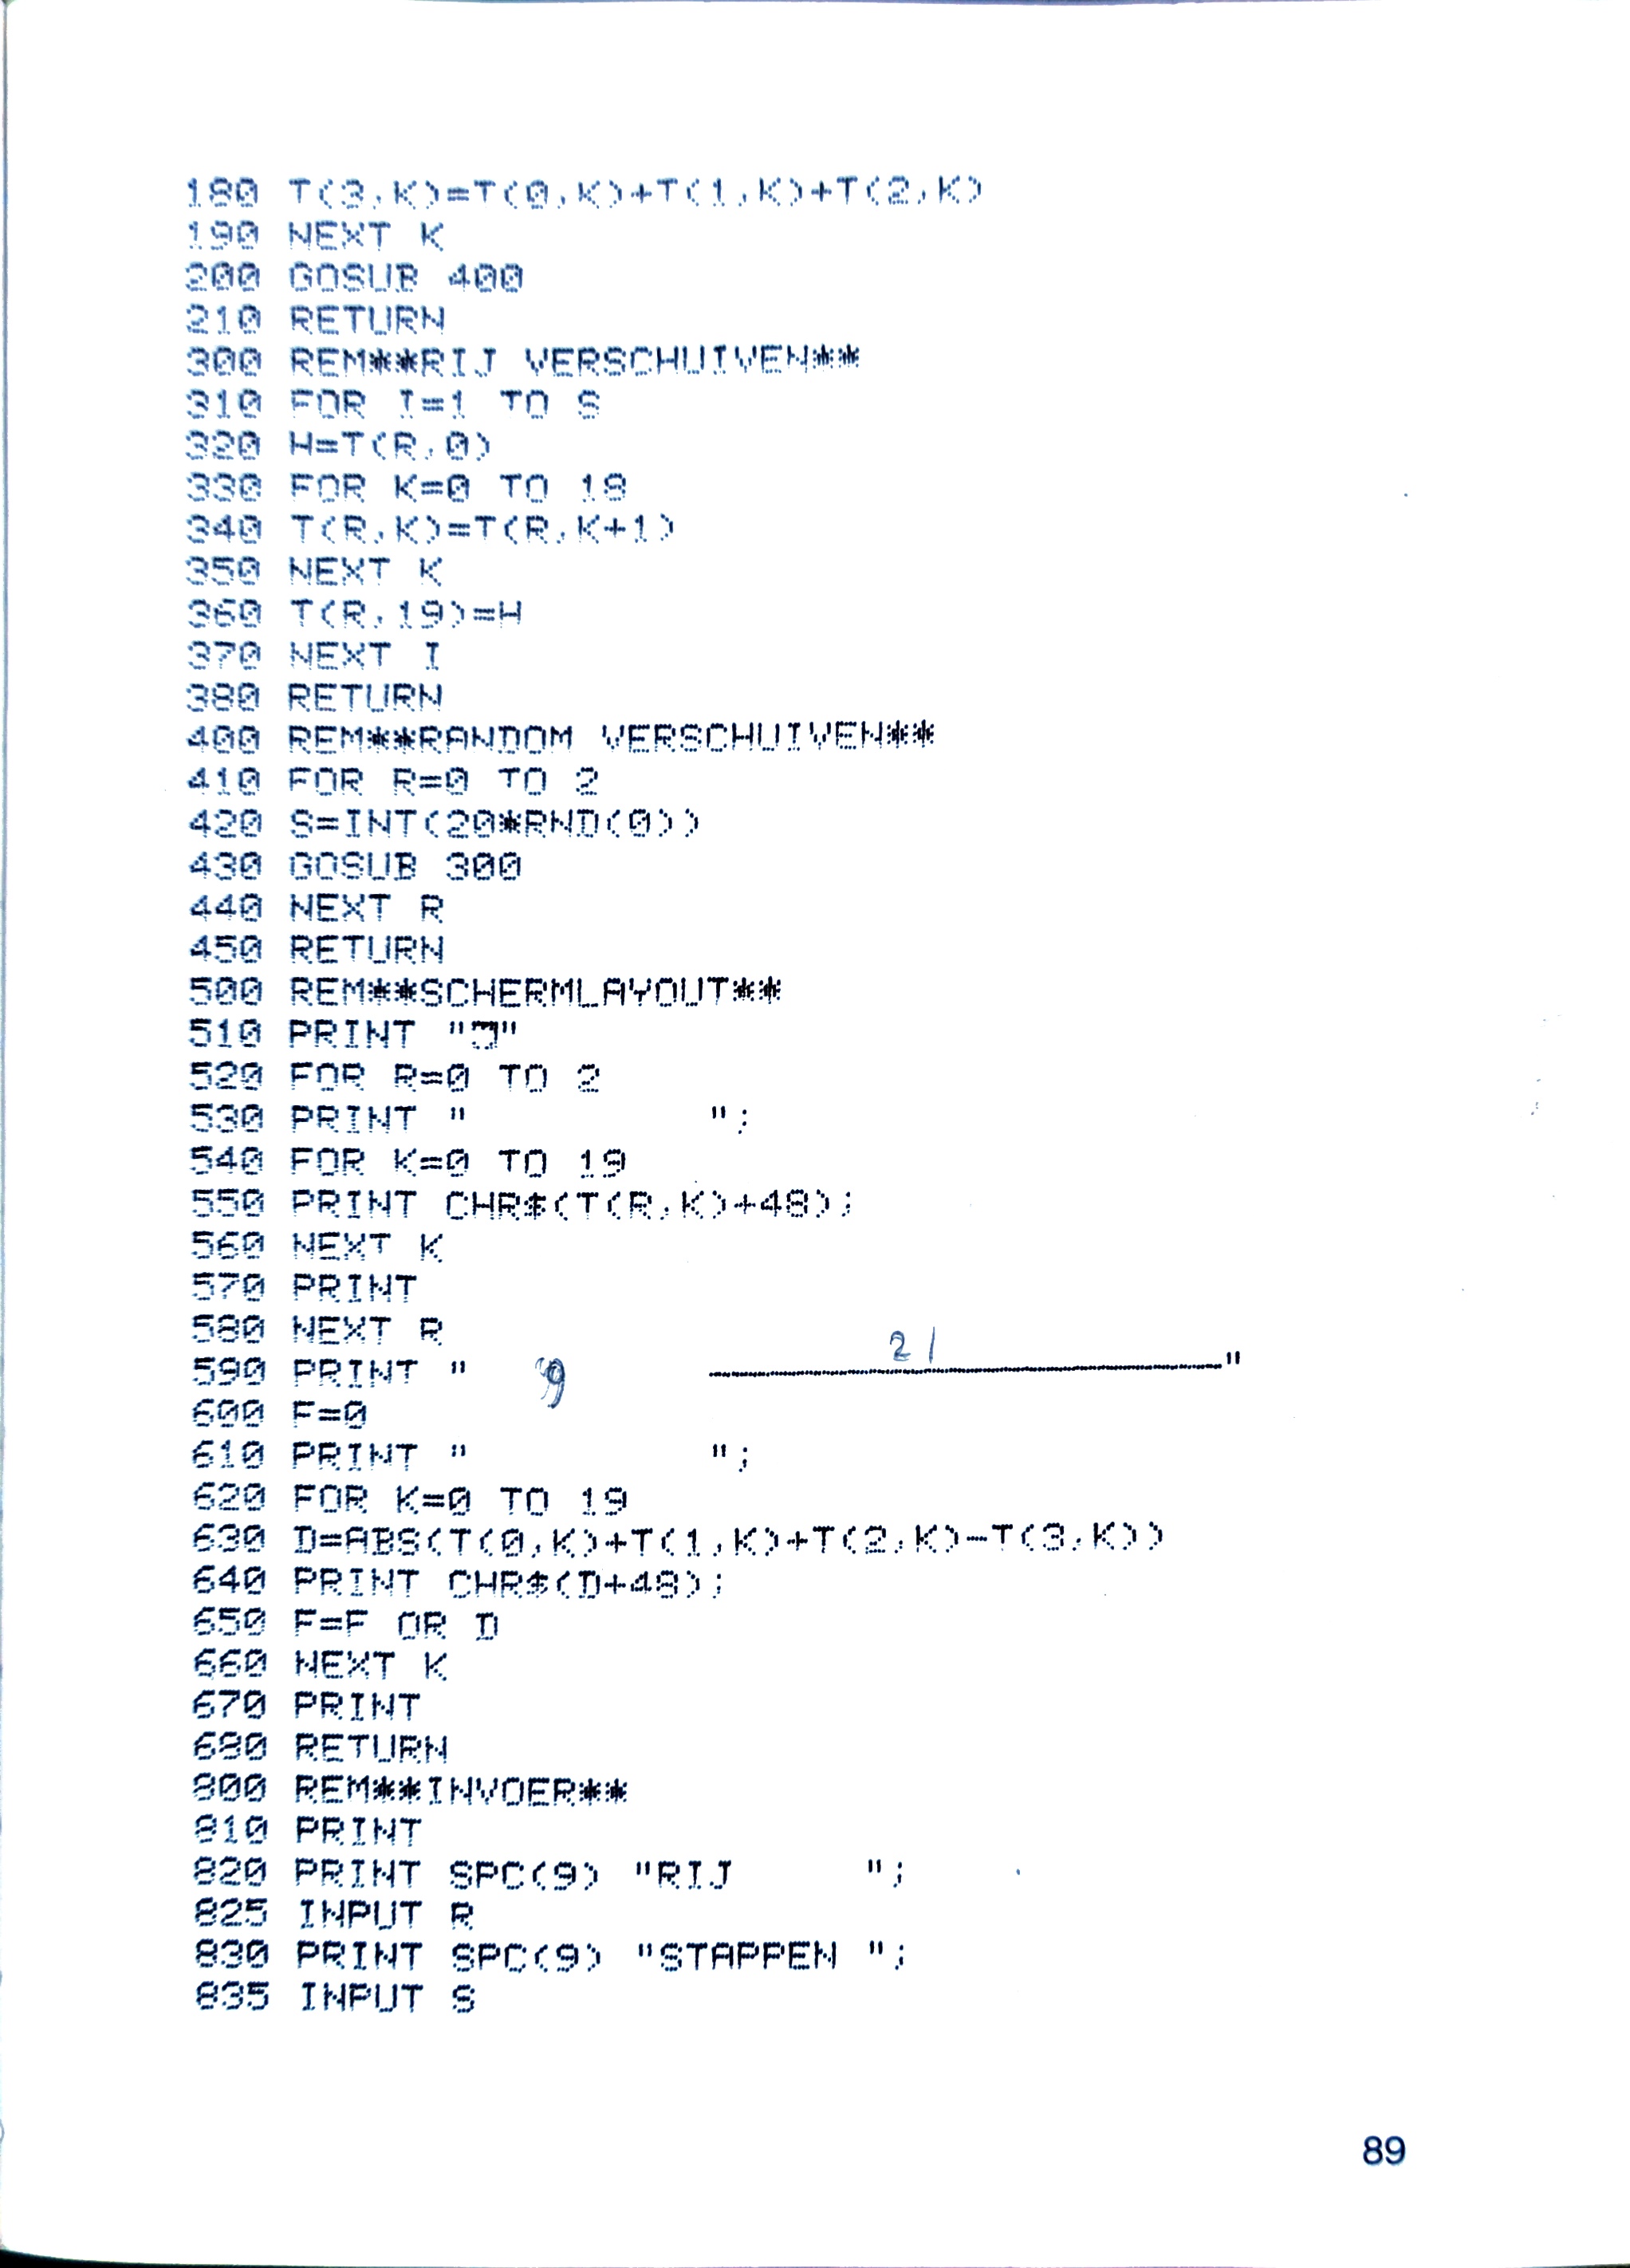 180 T(3,K)=T(0,K)+T(1,K)+T(2,K)
190 NEXT K
200 GOSUB 400
210 RETURN
300 REM**RIJ VERSCHUIVEN**
310 FOR I=1 TO S
320 H=T(R,0)
330 FOR K=0 TO 18
340 T(R,K)=T(R,K+1)
350 NEXT K
360 T(R,19)=H
370 NEXT I
380 RETURN
400 REM**RANDOM VERSCHUIVEN**
410 FOR R=0 TO 2
420 S=INT(20*RND(0))
430 GOSUB 300
440 NEXT R
450 RETURN
500 REM**SCHERMLAYOUT**
510 PRINT ""
520 FOR R=0 TO 2
530 PRINT "         ";
540 FOR K=0 TO 19
550 PRINT CHR$(T(R,K)+48);
560 NEXT K
570 PRINT
580 NEXT R
590 PRINT "   9     ____________________" 21
600 F=0
610 PRINT "         ";
620 FOR K=0 TO 19
630 D=ABS(T(0,K)+T(1,K)+T(2,K)-T(3,K))
640 PRINT CHR$(D+48);
650 F=F OR D
660 NEXT K
670 PRINT
680 RETURN
800 REM**INVOER**
810 PRINT
820 PRINT SPC(9) "RIJ     ";
825 INPUT R
830 PRINT SPC(9) "STAPPEN ";
835 INPUT S
89